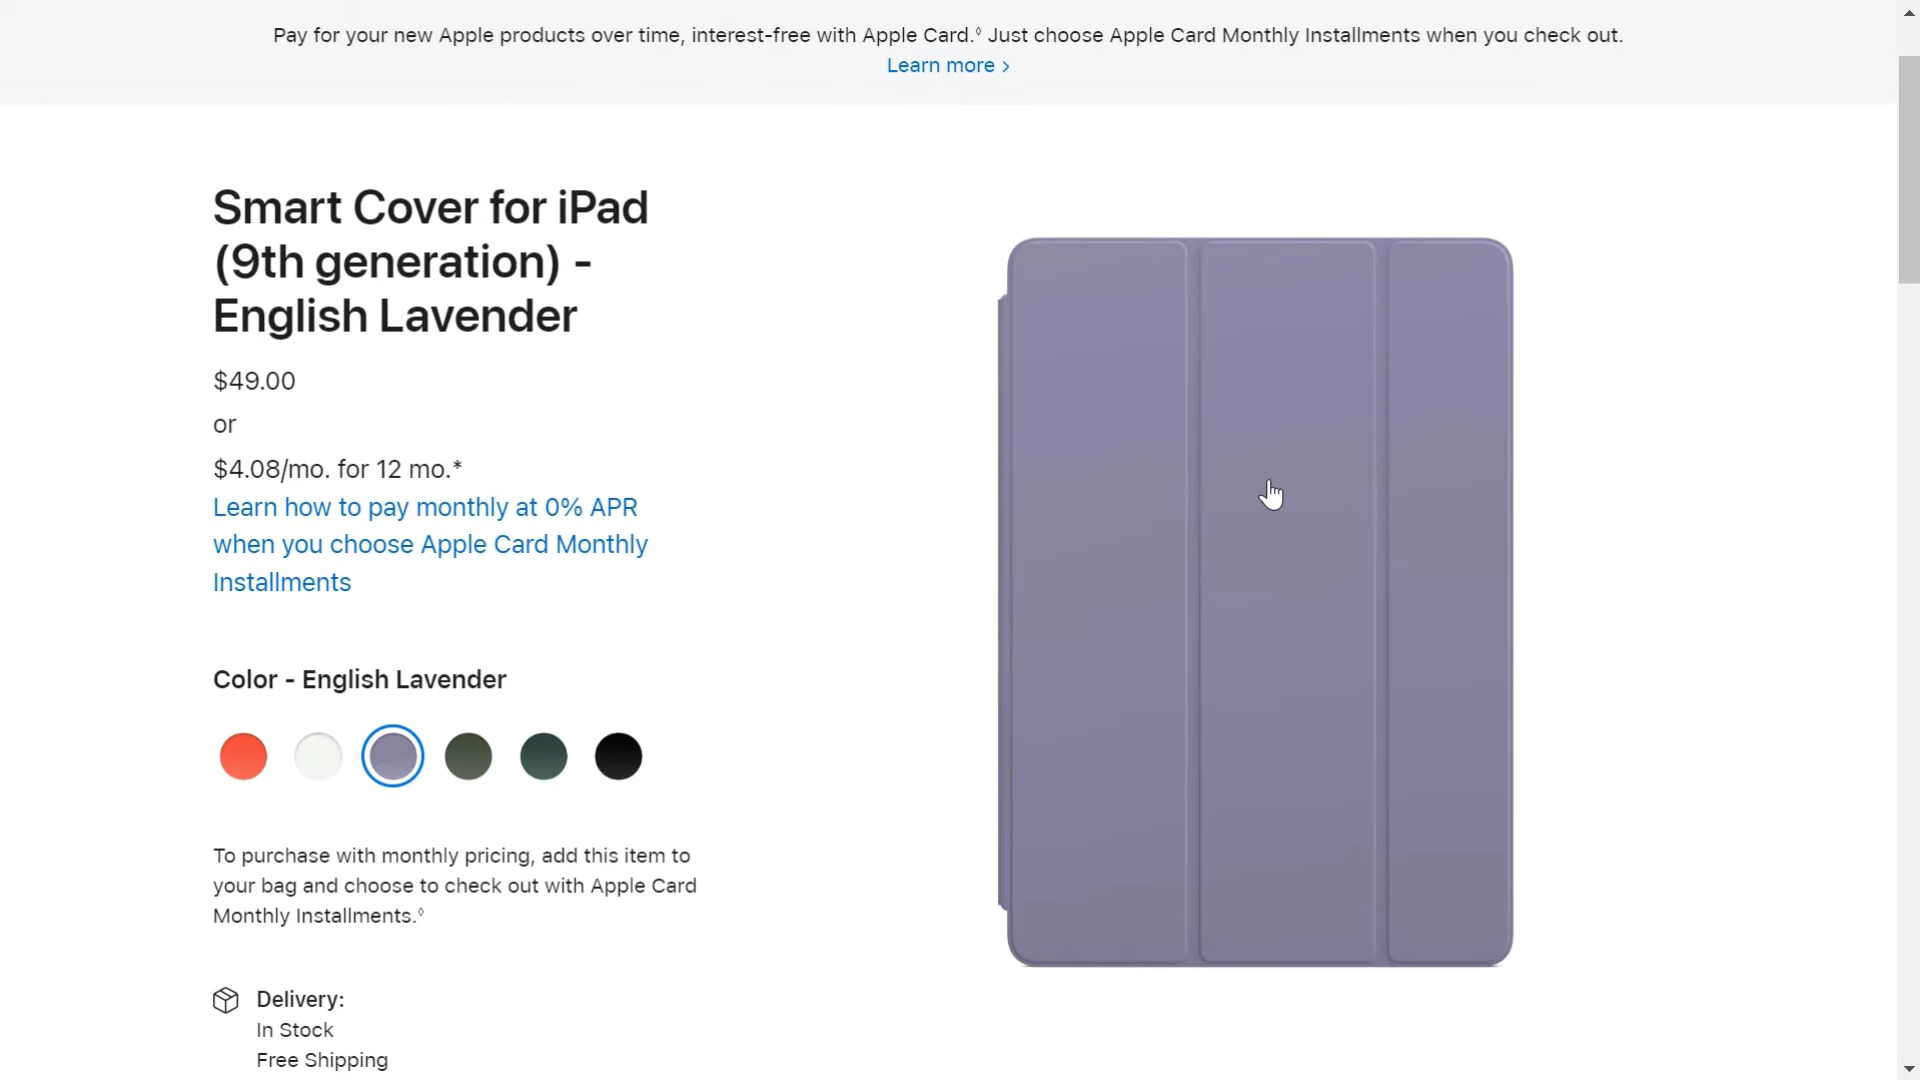 Pay for your new Apple products over time, interest-free with Apple Card.◊ Just choose Apple Card Monthly Installments when you check out.
Learn more >
Smart Cover for iPad
(9th generation) -
English Lavender
$49.00
or
$4.08/mo. for 12 mo.*
Learn how to pay monthly at 0% APR
when you choose Apple Card Monthly
Installments
Color - English Lavender
To purchase with monthly pricing, add this item to
your bag and choose to check out with Apple Card
Monthly Installments.◊
Delivery:
In Stock
Free Shipping